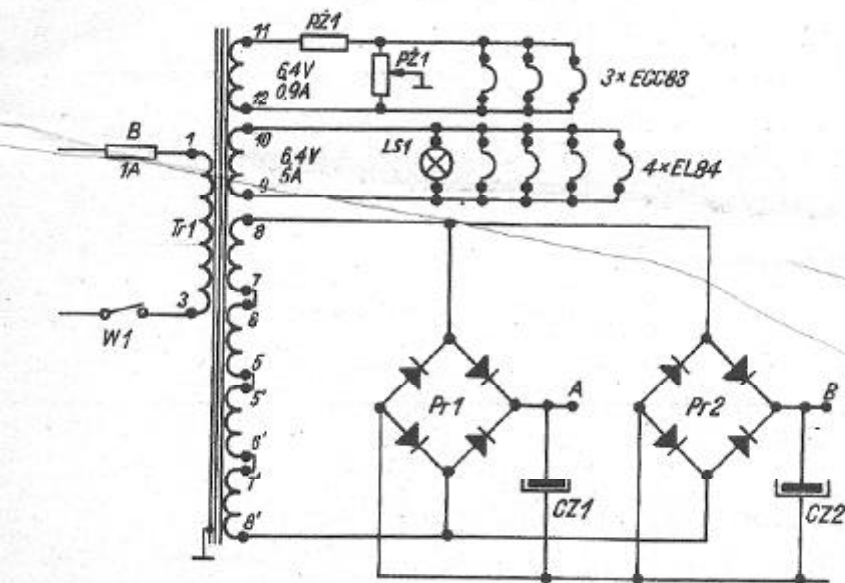 11
RŻ1
PŻ1
6,4V
0,9A
3×ECC83
12
B
1
10
1A
6,4V
5A
LS1
4×EL84
9
Tr1
8
7
3
6
W1
5
5'
A
B
Pr1
Pr2
6'
7'
CZ1
CZ2
8'